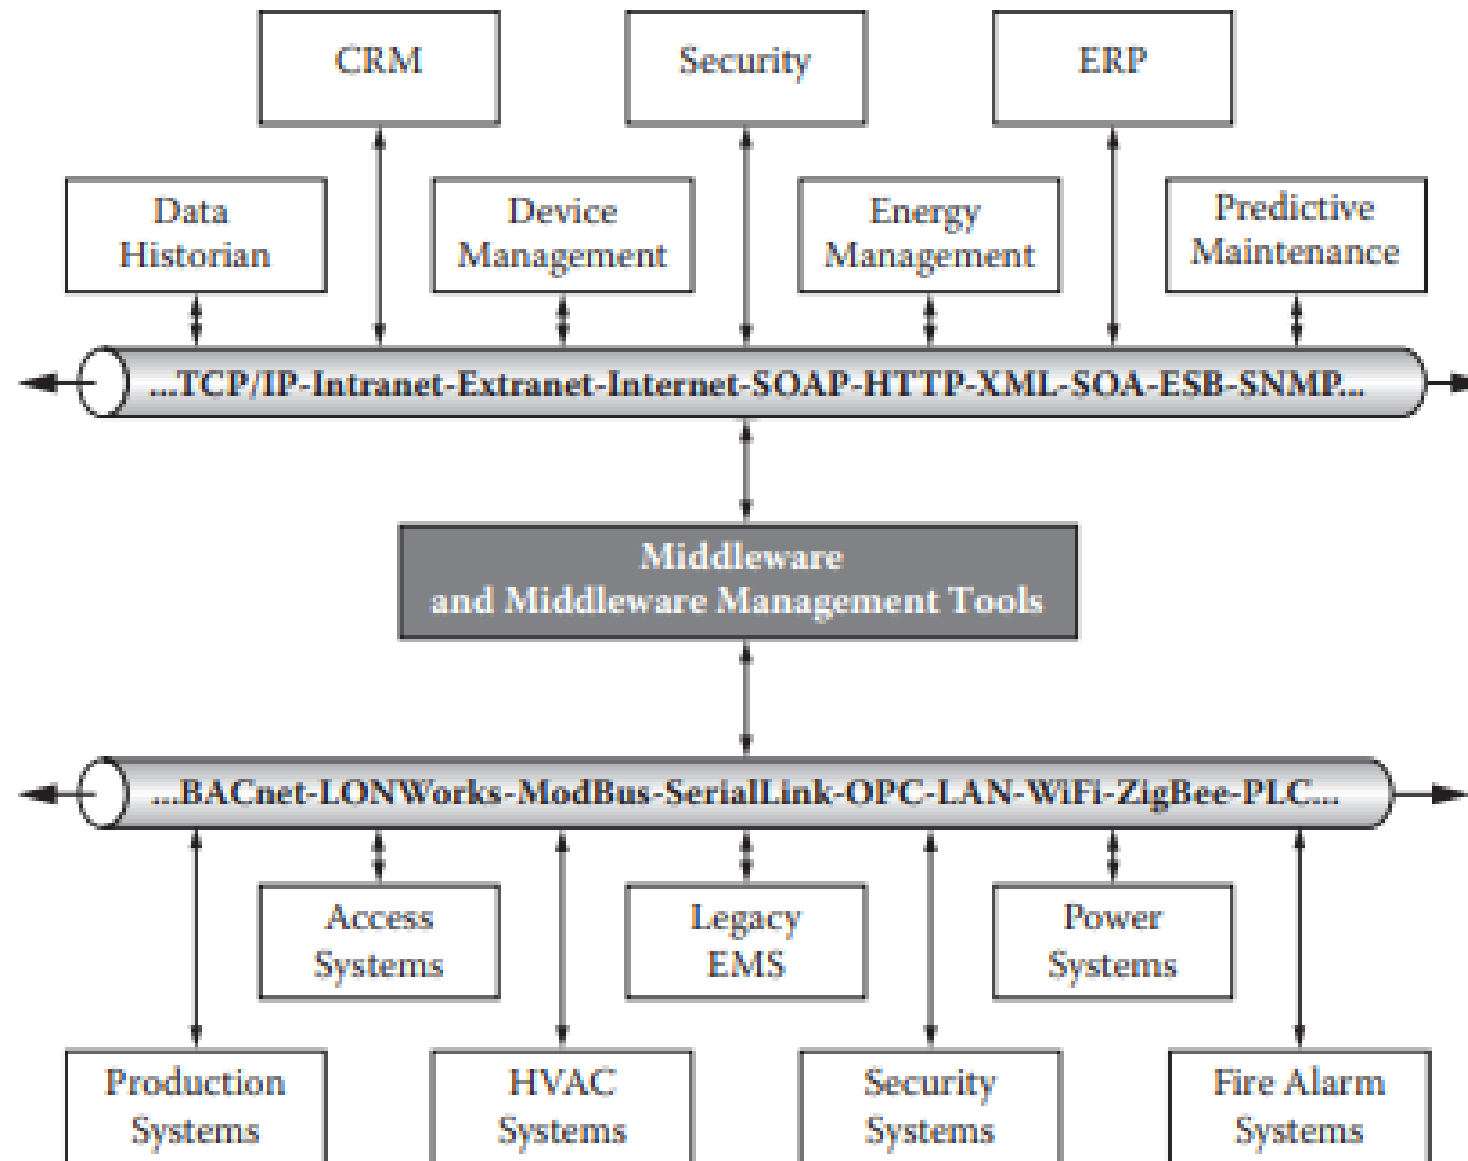 CRM
Security
ERP
Data
Historian
Device
Management
Energy
Management
Predictive
Maintenance
...TCP/IP-Intranet-Extranet-Internet-SOAP-HTTP-XML-SOA-ESB-SNMP...
Middleware
and Middleware Management Tools
...BACnet-LONWorks-ModBus-SerialLink-OPC-LAN-WiFi-ZigBee-PLC...
Access
Systems
Legacy
EMS
Power
Systems
Production
Systems
HVAC
Systems
Security
Systems
Fire Alarm
Systems